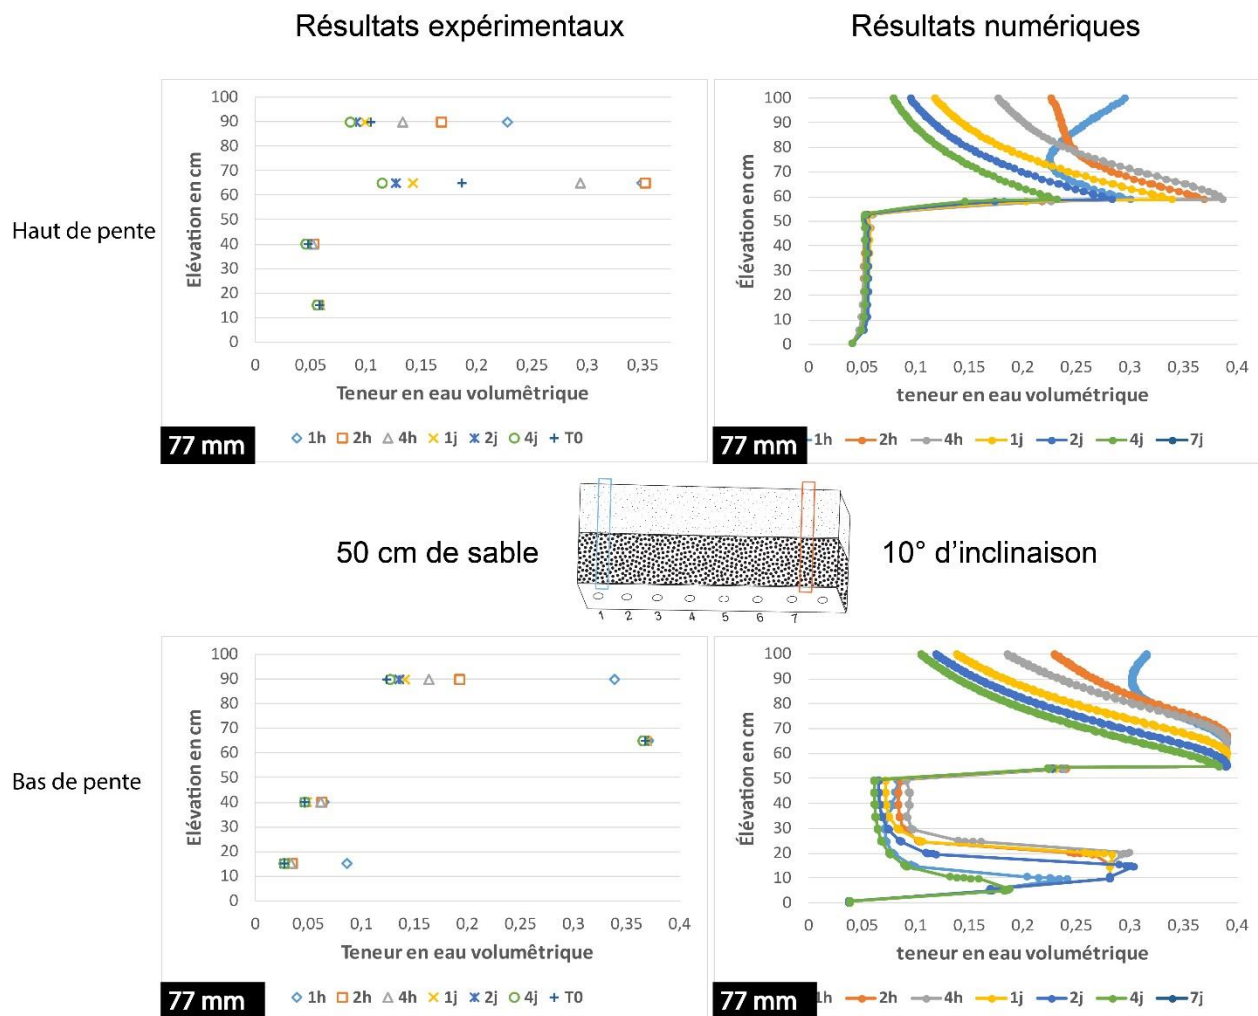 Résultats expérimentaux
Résultats numériques
Haut de pente
Elévation en cm
100
90
80
70
60
50
40
30
20
10
0
0 0,05 0,1 0,15 0,2 0,25 0,3 0,35
Teneur en eau volumêtrique
77 mm
1h 2h 4h 1j 2j 4j T0
Élévation en cm
100
90
80
70
60
50
40
30
20
10
0
0 0,05 0,1 0,15 0,2 0,25 0,3 0,35 0,4
teneur en eau volumétrique
77 mm
1h 2h 4h 1j 2j 4j 7j
50 cm de sable
1 2 3 4 5 6 7
10° d'inclinaison
Bas de pente
Elévation en cm
100
90
80
70
60
50
40
30
20
10
0
0 0,05 0,1 0,15 0,2 0,25 0,3 0,35 0,4
Teneur en eau volumêtrique
77 mm
1h 2h 4h 1j 2j 4j T0
Élévation en cm
100
90
80
70
60
50
40
30
20
10
0
0 0,05 0,1 0,15 0,2 0,25 0,3 0,35 0,4
teneur en eau volumétrique
77 mm
1h 2h 4h 1j 2j 4j 7j